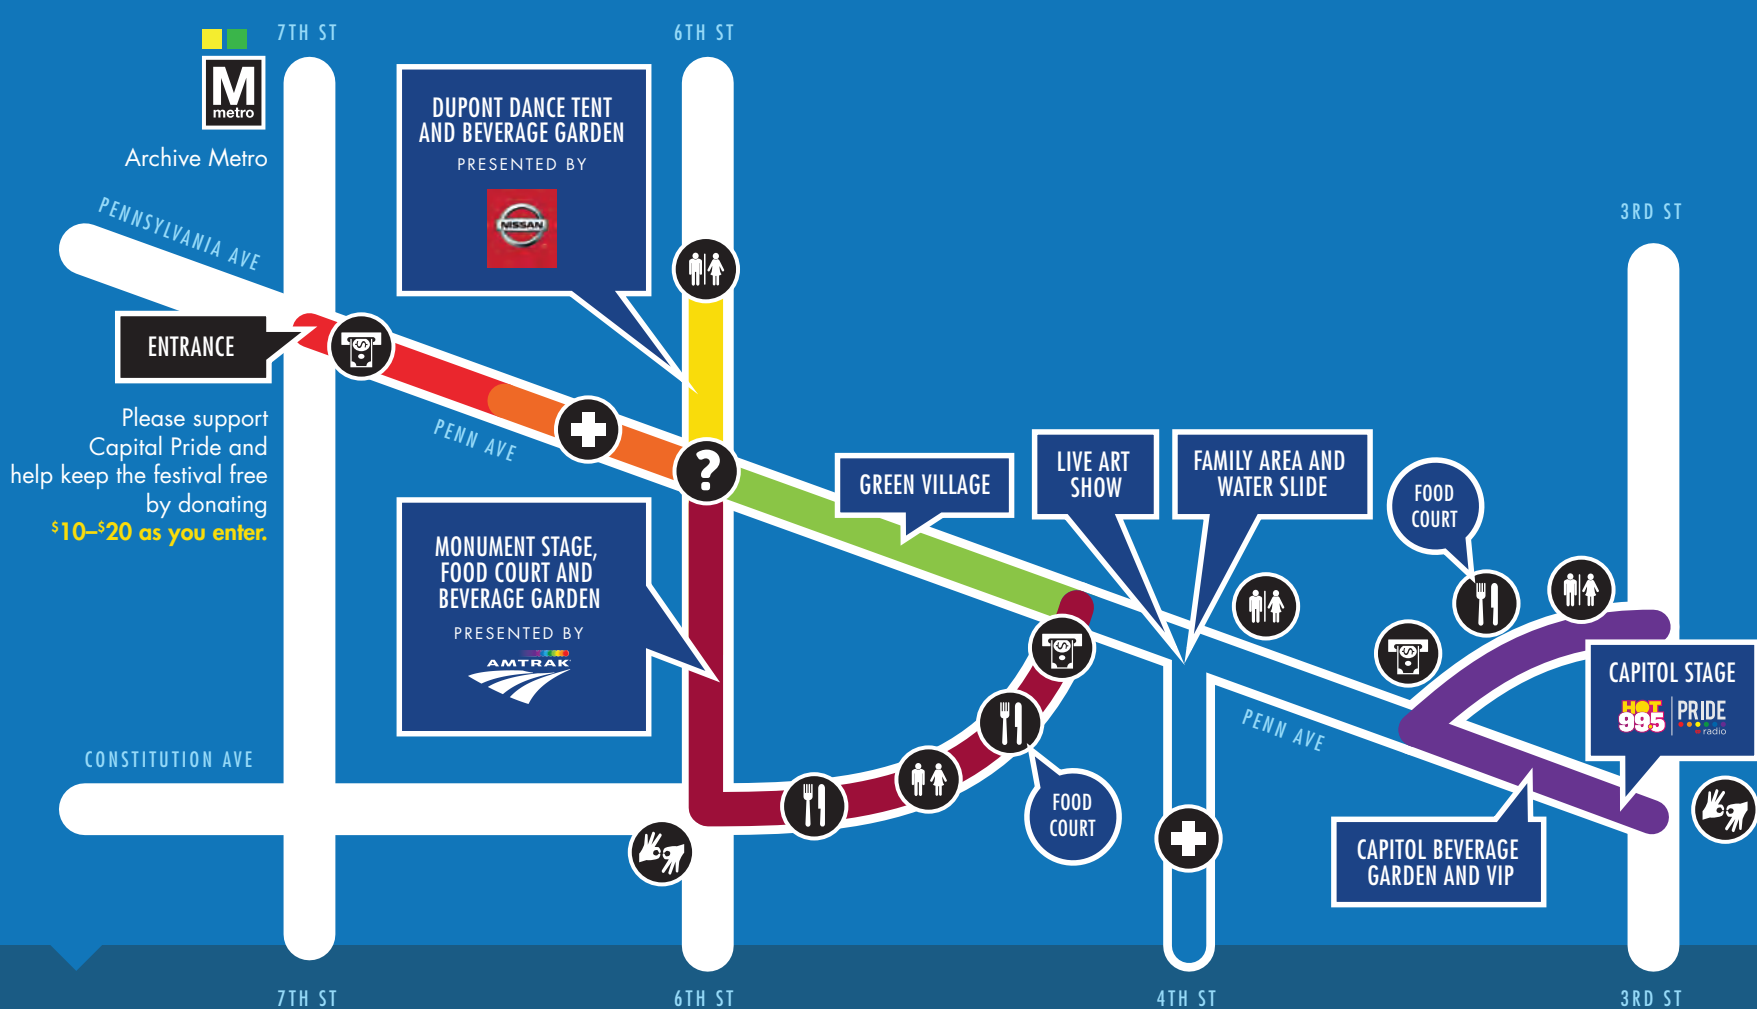 7TH ST
6TH ST
M
metro
Archive Metro
PENNSYLVANIA AVE
3RD ST
DUPONT DANCE TENT
AND BEVERAGE GARDEN
PRESENTED BY
NISSAN
ENTRANCE
Please support
Capital Pride and
help keep the festival free
by donating
$10–$20 as you enter.
PENN AVE
?
GREEN VILLAGE
LIVE ART
SHOW
FAMILY AREA AND
WATER SLIDE
FOOD
COURT
MONUMENT STAGE,
FOOD COURT AND
BEVERAGE GARDEN
PRESENTED BY
AMTRAK
CAPITOL STAGE
HOT
99.5
PRIDE
radio
PENN AVE
CONSTITUTION AVE
FOOD
COURT
CAPITOL BEVERAGE
GARDEN AND VIP
7TH ST
6TH ST
4TH ST
3RD ST